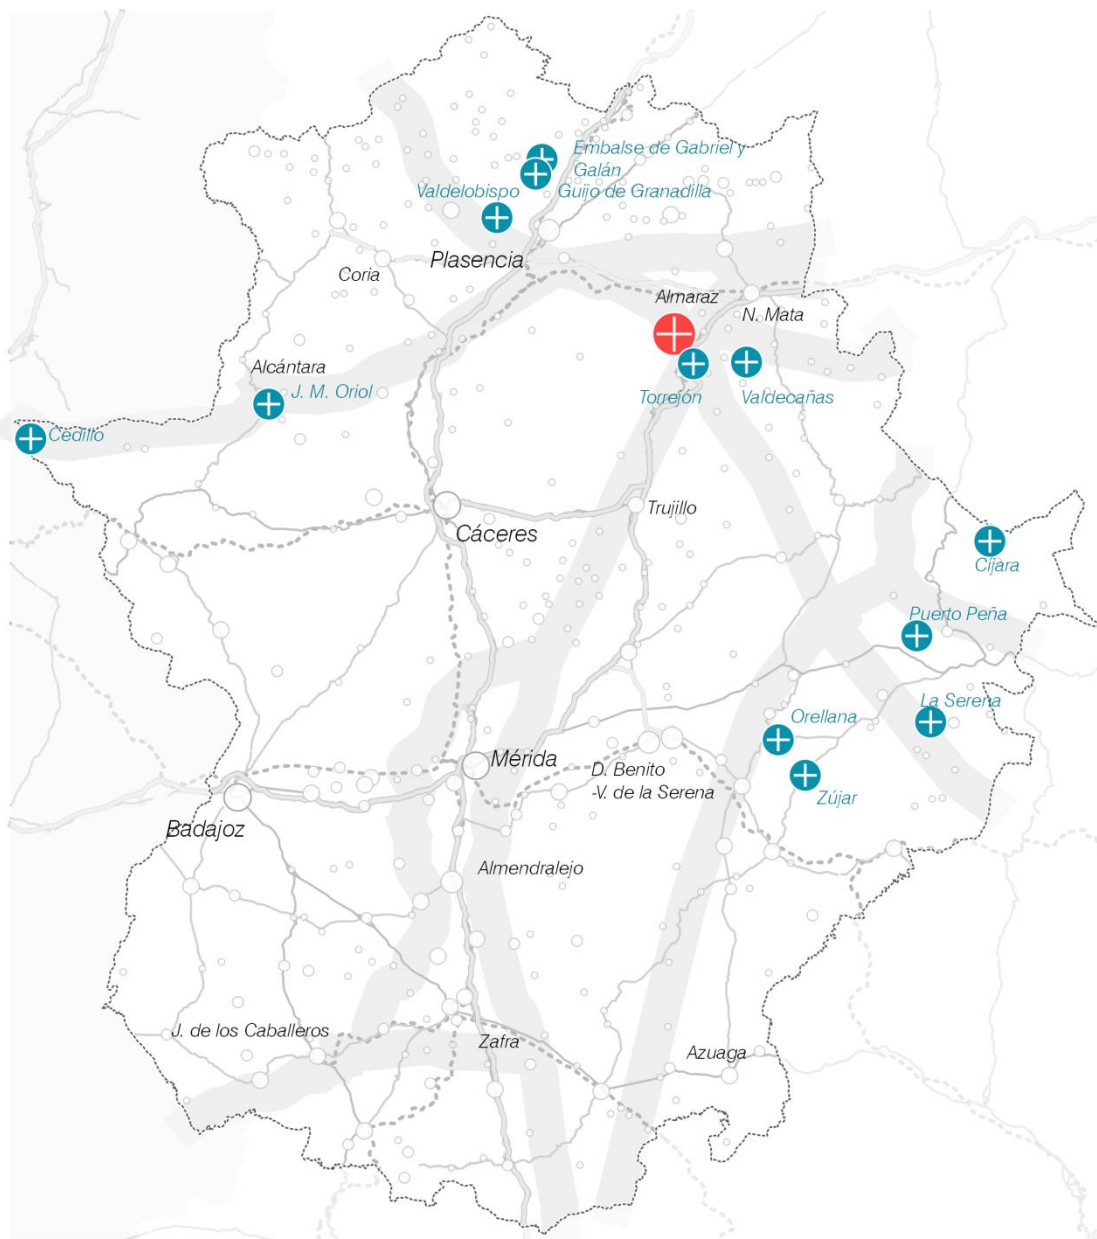 Embalse de Gabriel y
Galán
Valdelobispo
Guijo de Granadilla
Plasencia
Coria
Almaraz
N. Mata
Alcántara
J. M. Oriol
Torrejón
Valdecañas
Cedillo
Cáceres
Trujillo
Cíjara
Puerto Peña
La Serena
Orellana
Mérida
D. Benito
-V. de la Serena
Zújar
Badajoz
Almendralejo
J. de los Caballeros
Zafra
Azuaga